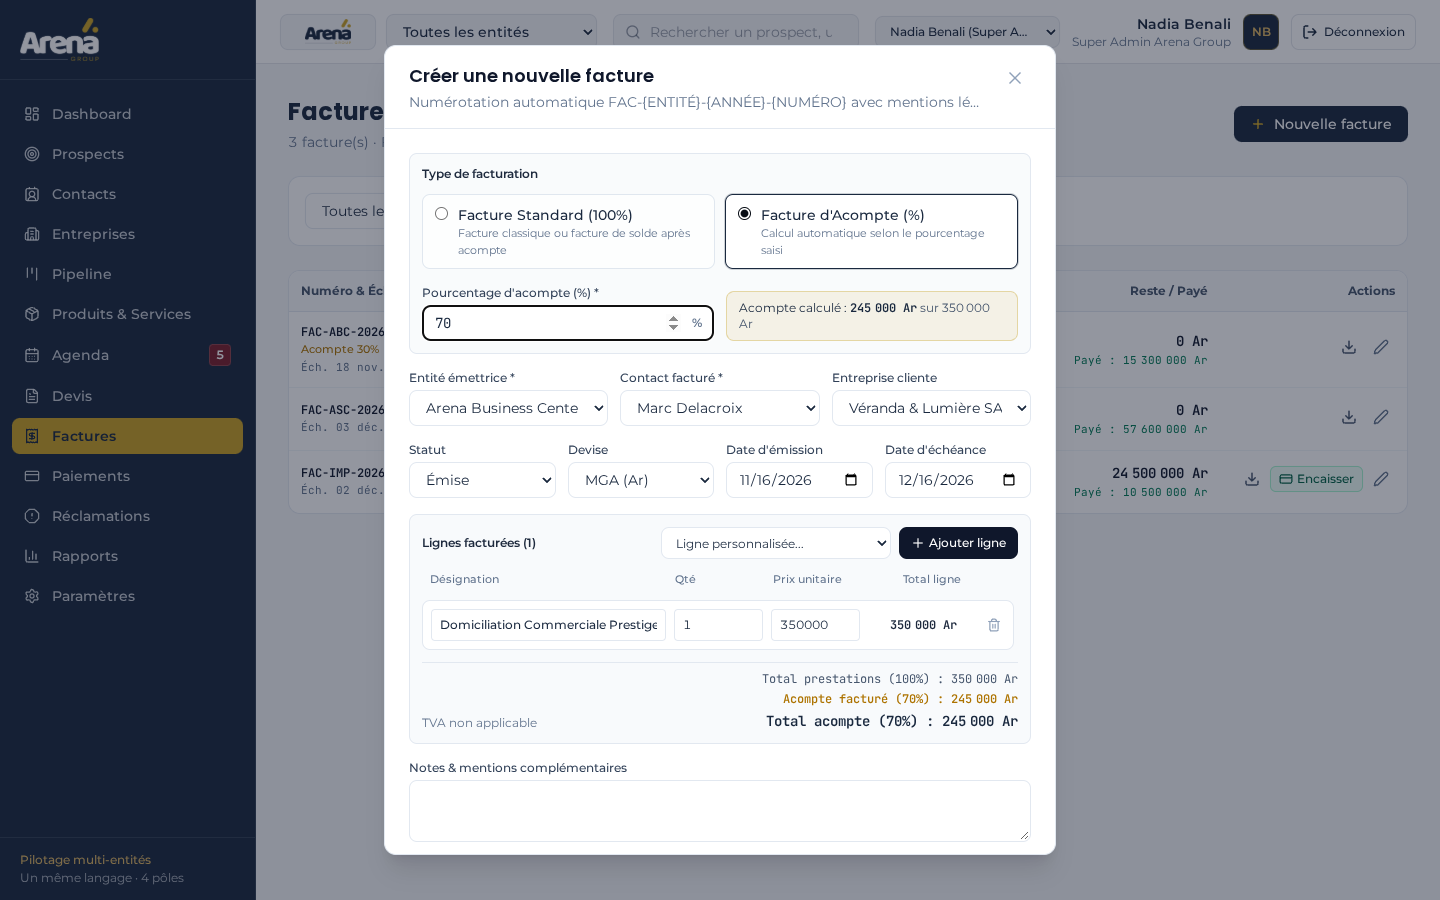 Arena
GROUP
Dashboard
Prospects
Contacts
Entreprises
Pipeline
Produits & Services
Agenda
5
Devis
Factures
Paiements
Réclamations
Rapports
Paramètres
Pilotage multi-entités
Un même langage · 4 pôles
Arena
GROUP
Toutes les entités
Rechercher un prospect, u
Nadia Benali (Super A...
Nadia Benali
Super Admin Arena Group
NB
Déconnexion
Facture
3 facture(s) ·
Nouvelle facture
Toutes le
Numéro & Éc
Reste / Payé
Actions
FAC-ABC-2026
Acompte 30%
Éch. 18 nov.
0 Ar
Payé : 15 300 000 Ar
FAC-ASC-2026
Éch. 03 déc.
0 Ar
Payé : 57 600 000 Ar
FAC-IMP-2026
Éch. 02 déc.
24 500 000 Ar
Payé : 10 500 000 Ar
Encaisser
Créer une nouvelle facture
Numérotation automatique FAC-{ENTITÉ}-{ANNÉE}-{NUMÉRO} avec mentions lé...
Type de facturation
Facture Standard (100%)
Facture classique ou facture de solde après
acompte
Facture d'Acompte (%)
Calcul automatique selon le pourcentage
saisi
Pourcentage d'acompte (%) *
70
%
Acompte calculé : 245 000 Ar sur 350 000
Ar
Entité émettrice *
Contact facturé *
Entreprise cliente
Arena Business Cente
Marc Delacroix
Véranda & Lumière SA
Statut
Devise
Date d'émission
Date d'échéance
Émise
MGA (Ar)
11/16/2026
12/16/2026
Lignes facturées (1)
Ligne personnalisée...
Ajouter ligne
Désignation
Qté
Prix unitaire
Total ligne
Domiciliation Commerciale Prestige
1
350000
350 000 Ar
Total prestations (100%) : 350 000 Ar
Acompte facturé (70%) : 245 000 Ar
TVA non applicable
Total acompte (70%) : 245 000 Ar
Notes & mentions complémentaires